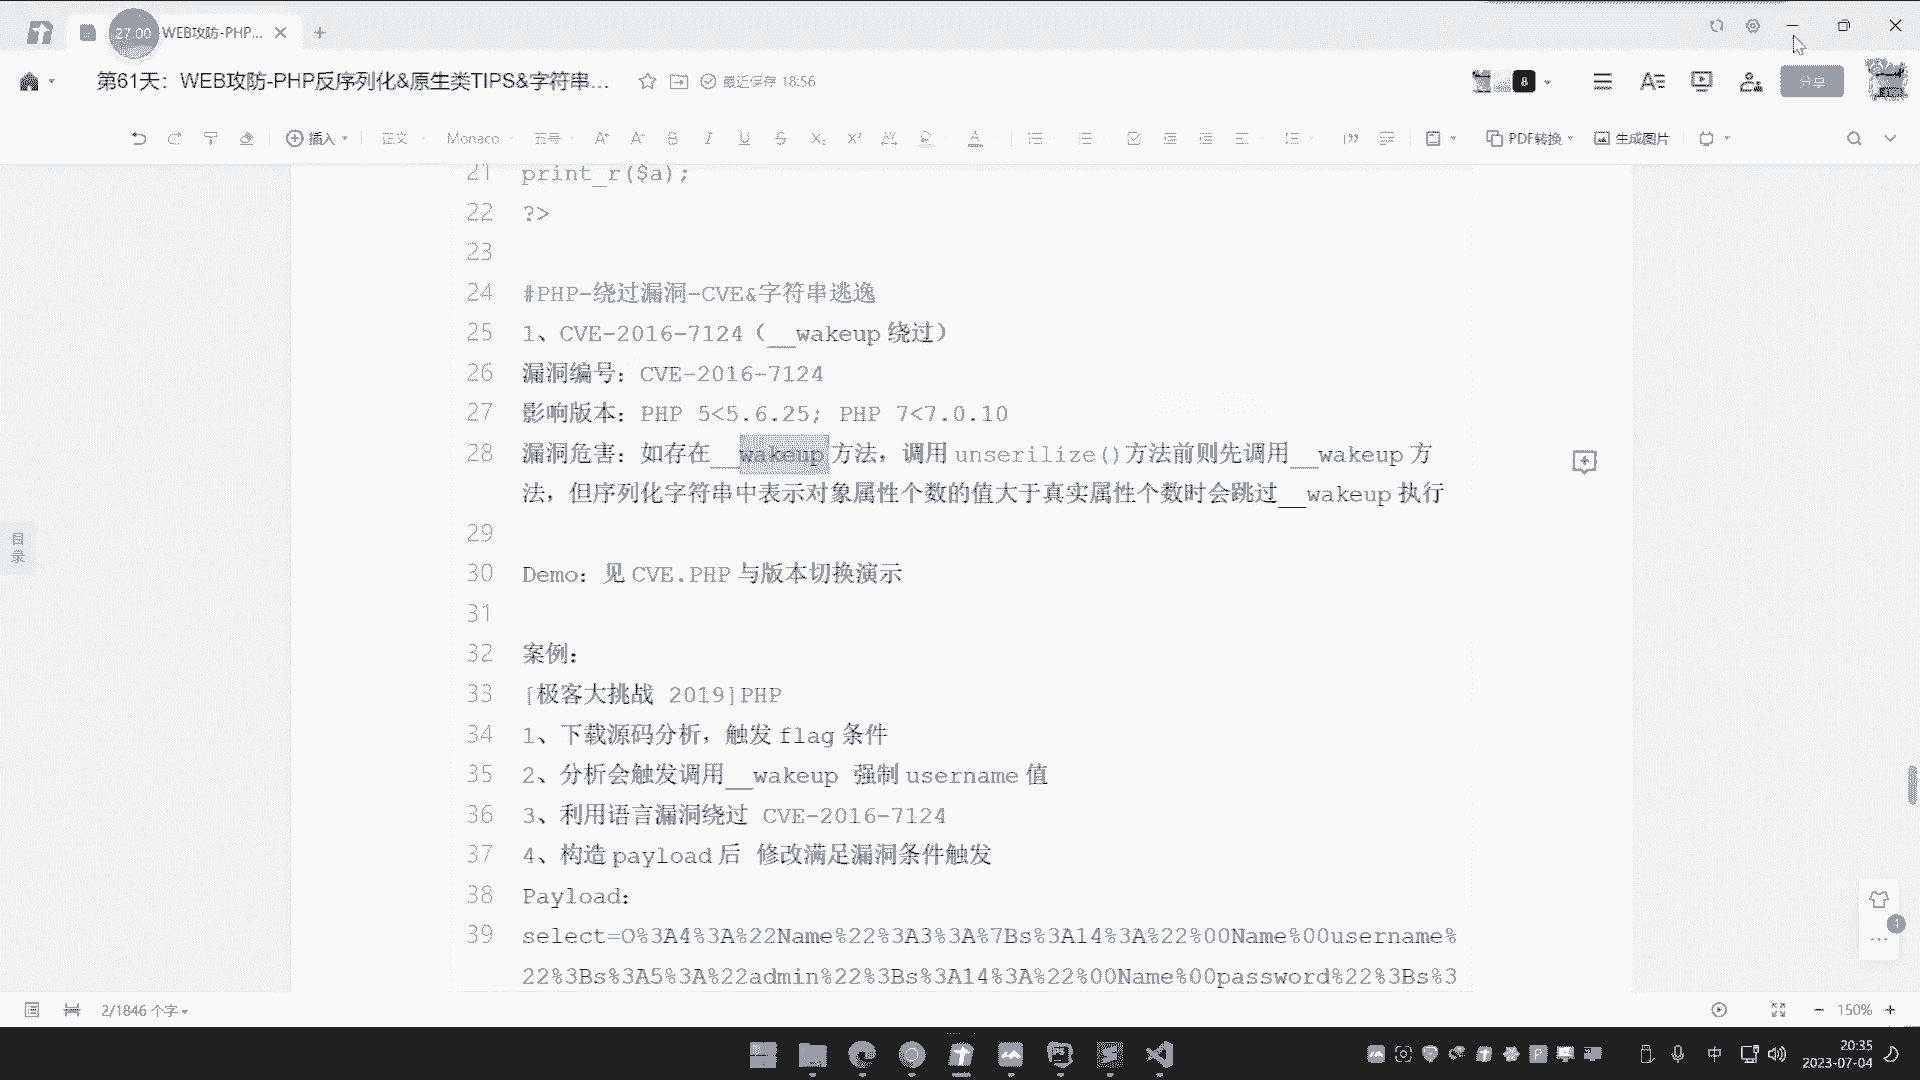 27:00 WEB攻防-PHP...
第61天：WEB攻防-PHP反序列化&原生类TIPS&字符串...
最近保存 18:56
8
分享
插入
正文
Monaco
五号
PDF转换
生成图片
21 print_r($a);
22 ?>
23
24 #PHP-绕过漏洞-CVE&字符串逃逸
25 1、CVE-2016-7124（__wakeup 绕过）
26 漏洞编号：CVE-2016-7124
27 影响版本：PHP 5<5.6.25; PHP 7<7.0.10
28 漏洞危害：如存在__wakeup 方法，调用 unserilize()方法前则先调用__wakeup 方
法，但序列化字符串中表示对象属性个数的值大于真实属性个数时会跳过__wakeup 执行
29
30 Demo：见 CVE.PHP 与版本切换演示
31
32 案例：
33 [极客大挑战 2019]PHP
34 1、下载源码分析，触发 flag 条件
35 2、分析会触发调用__wakeup 强制 username 值
36 3、利用语言漏洞绕过 CVE-2016-7124
37 4、构造 payload 后 修改满足漏洞条件触发
38 Payload：
39 select=O%3A4%3A%22Name%22%3A3%3A%7Bs%3A14%3A%22%00Name%00username%
22%3Bs%3A5%3A%22admin%22%3Bs%3A14%3A%22%00Name%00password%22%3Bs%3
目录
4
2/1846 个字
150%
中
20:35
2023-07-04